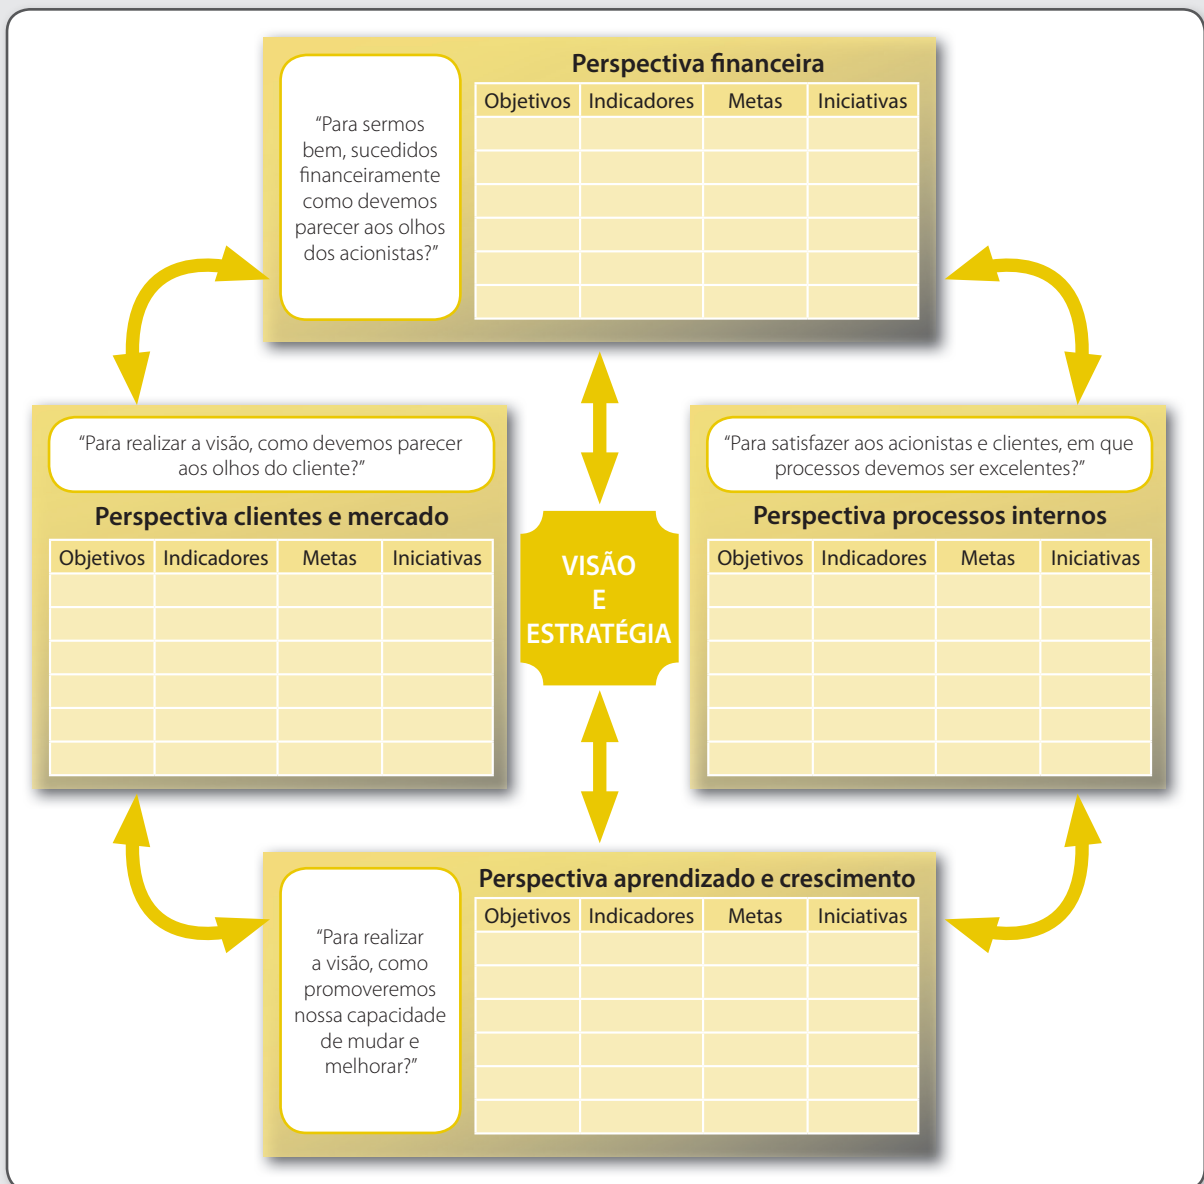 Perspectiva financeira
"Para sermos
bem, sucedidos
financeiramente
como devemos
parecer aos olhos
dos acionistas?"
Objetivos Indicadores Metas Iniciativas
"Para realizar a visão, como devemos parecer
aos olhos do cliente?"
Perspectiva clientes e mercado
Objetivos Indicadores Metas Iniciativas
VISÃO
E
ESTRATÉGIA
"Para satisfazer aos acionistas e clientes, em que
processos devemos ser excelentes?"
Perspectiva processos internos
Objetivos Indicadores Metas Iniciativas
Perspectiva aprendizado e crescimento
"Para realizar
a visão, como
promoveremos
nossa capacidade
de mudar e
melhorar?"
Objetivos Indicadores Metas Iniciativas